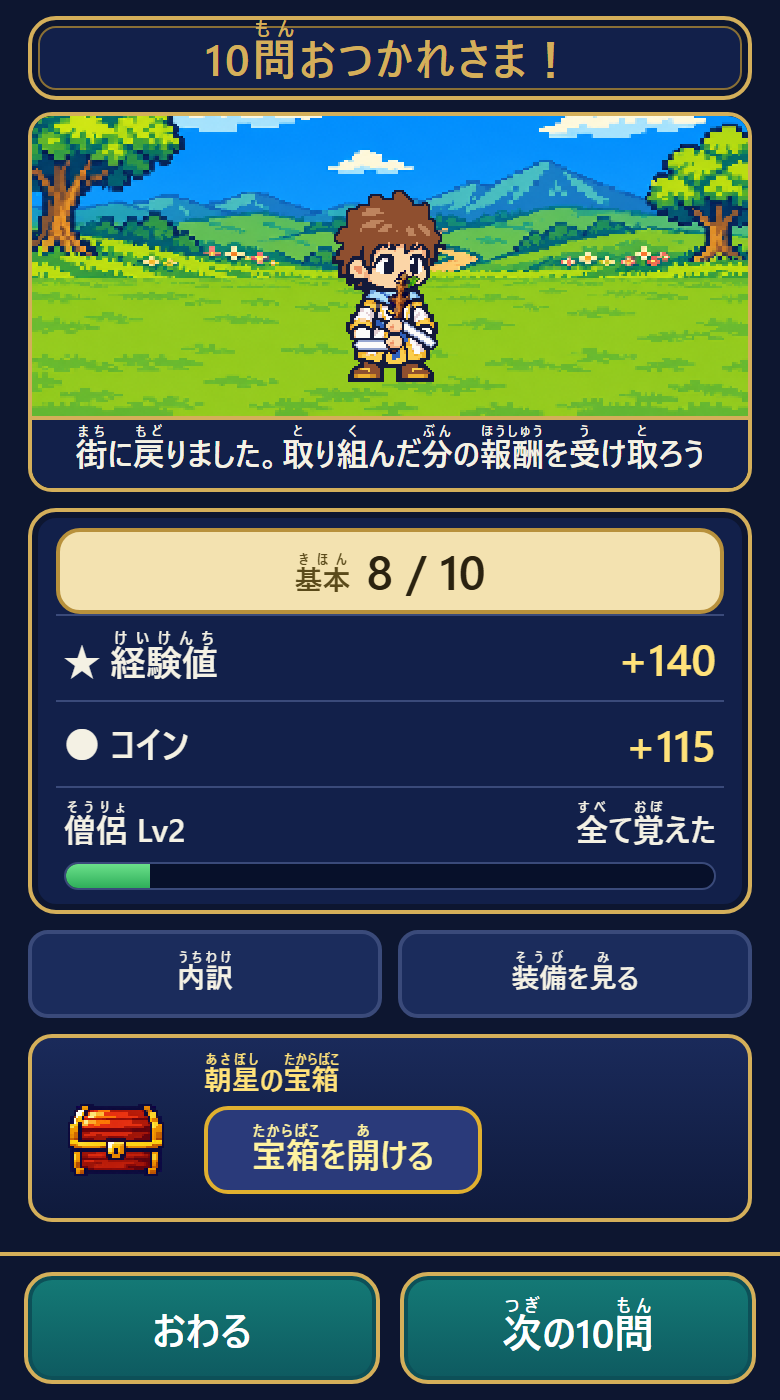 10問おつかれさま！
街に戻りました。取り組んだ分の報酬を受け取ろう
基本 8 / 10
★ 経験値 +140
● コイン +115
僧侶 Lv2 全て覚えた
内訳 装備を見る
朝星の宝箱
宝箱を開ける
おわる 次の10問